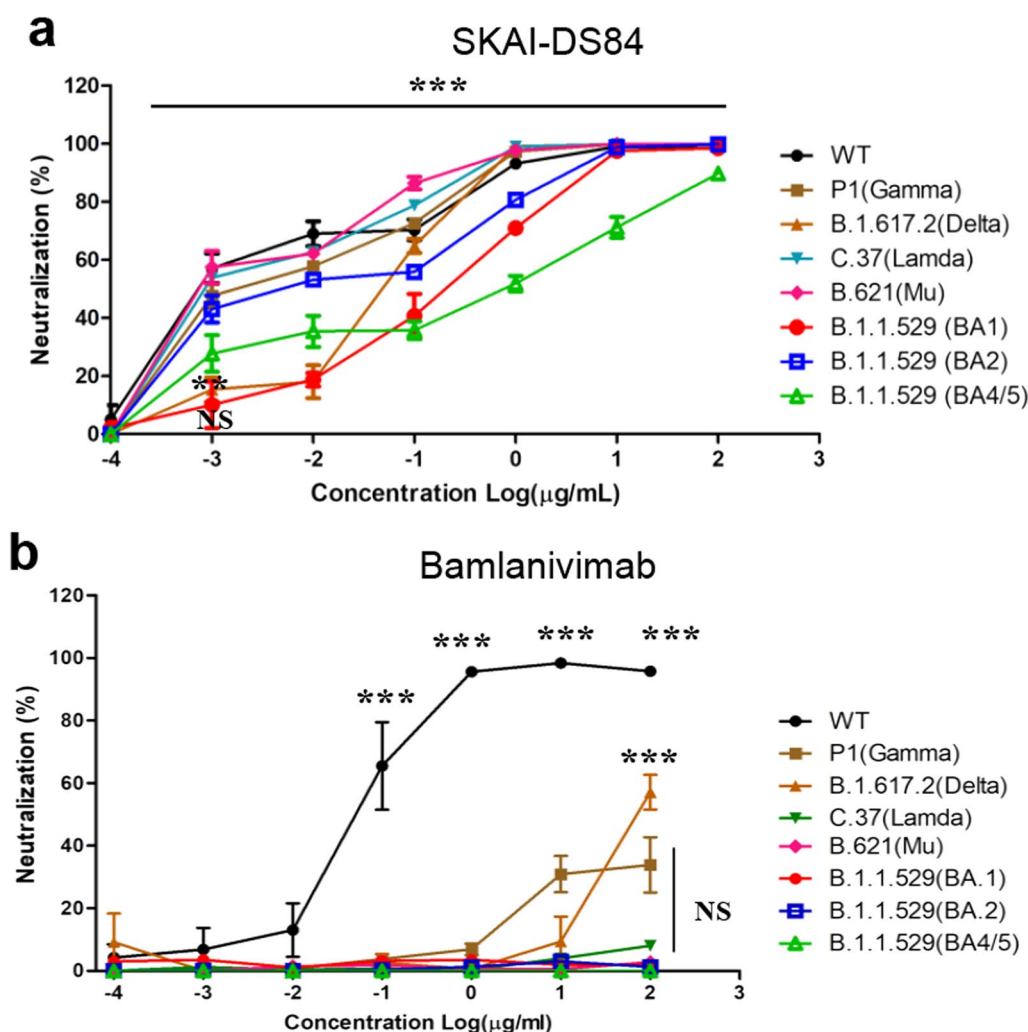 a
SKAI-DS84
***
120
100
80
60
40
20
0
Neutralization (%)
**
NS
-4 -3 -2 -1 0 1 2 3
Concentration Log(μg/mL)
WT
P1(Gamma)
B.1.617.2(Delta)
C.37(Lamda)
B.621(Mu)
B.1.1.529 (BA1)
B.1.1.529 (BA2)
B.1.1.529 (BA4/5)
b
Bamlanivimab
120
100
80
60
40
20
0
Neutralization (%)
*** *** *** ***
***
NS
-4 -3 -2 -1 0 1 2 3
Concentration Log(μg/ml)
WT
P1(Gamma)
B.1.617.2(Delta)
C.37(Lamda)
B.621(Mu)
B.1.1.529(BA.1)
B.1.1.529(BA.2)
B.1.1.529(BA4/5)